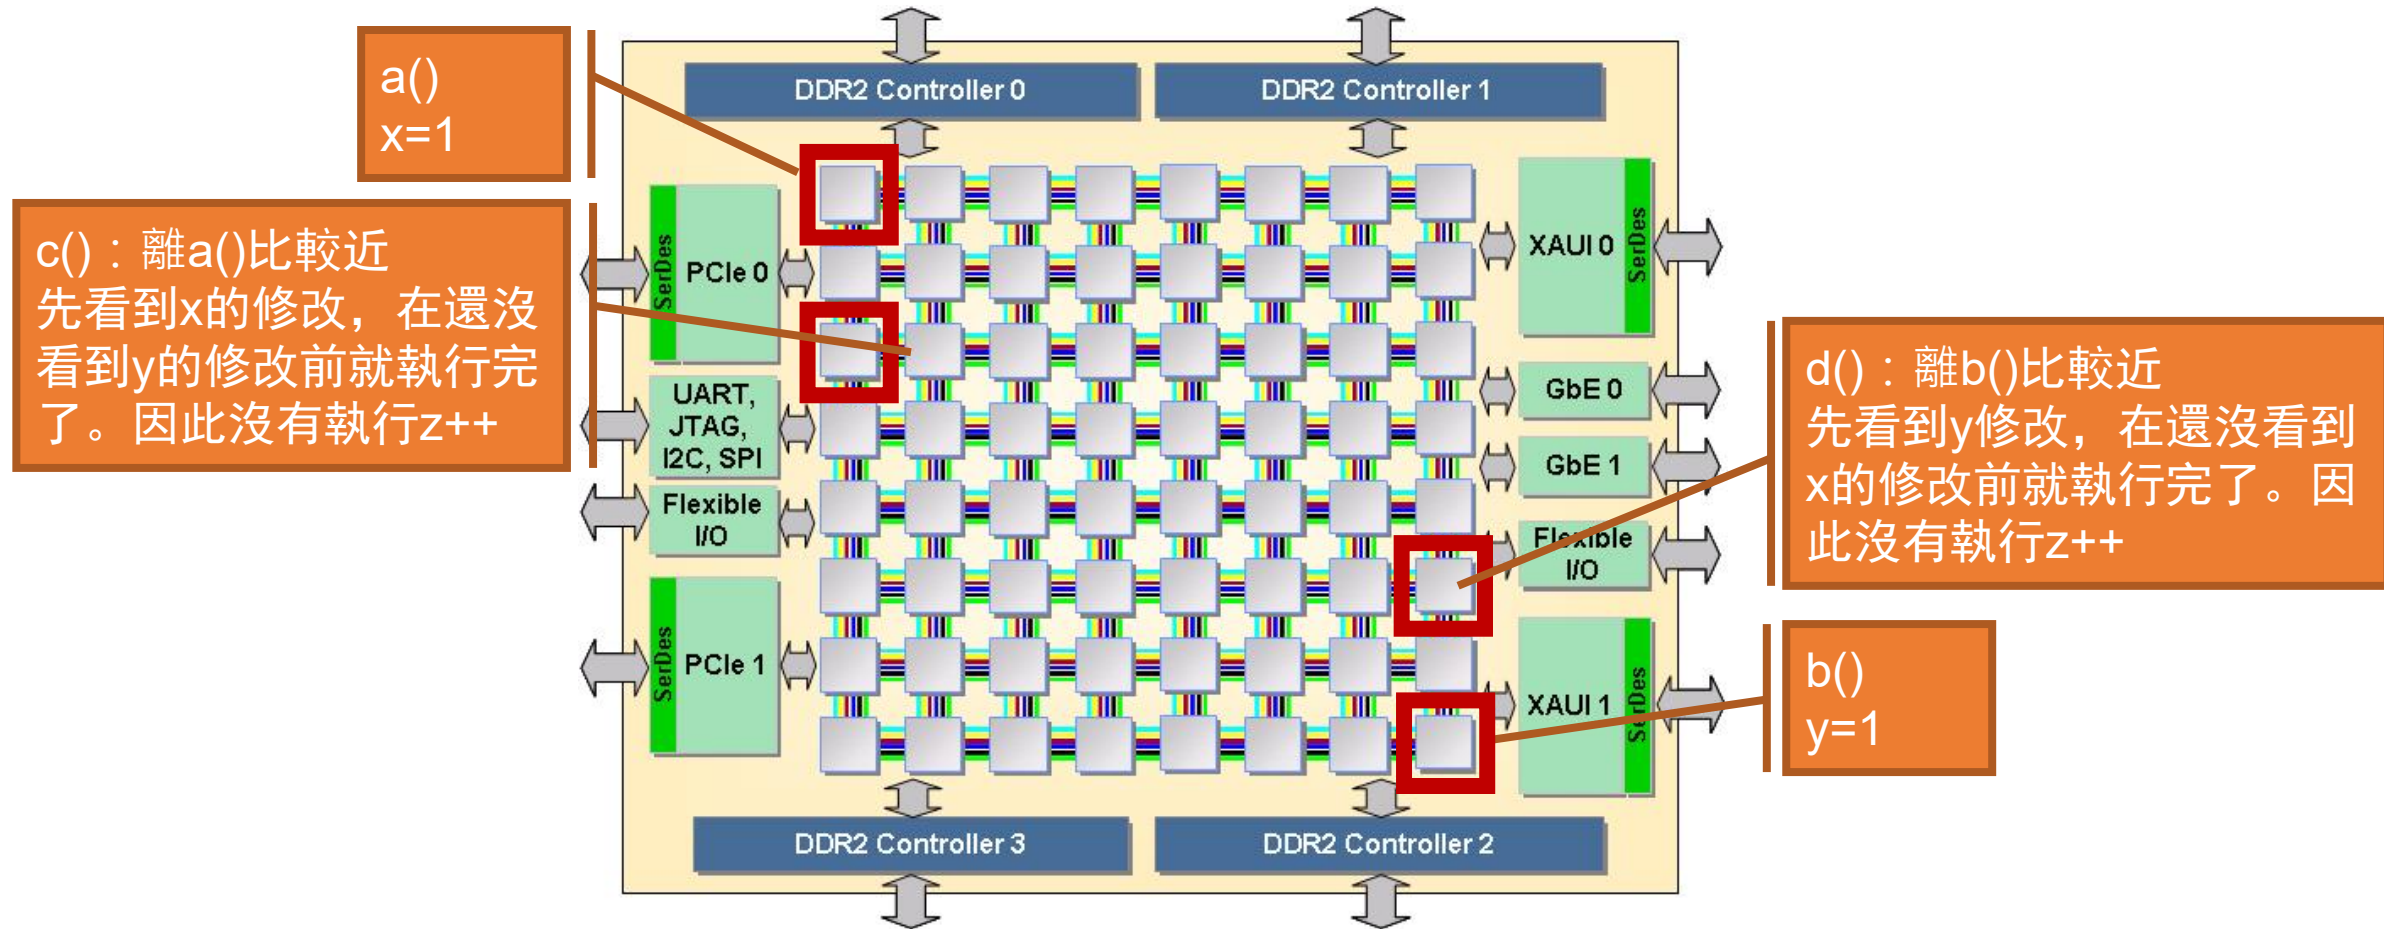 a()
x=1
c()：離a()比較近
先看到x的修改，在還沒
看到y的修改前就執行完
了。因此沒有執行z++
DDR2 Controller 0
DDR2 Controller 1
SerDes
PCIe 0
UART,
JTAG,
I2C, SPI
Flexible
I/O
SerDes
PCIe 1
XAUI 0
SerDes
GbE 0
GbE 1
Flexible
I/O
XAUI 1
SerDes
DDR2 Controller 3
DDR2 Controller 2
d()：離b()比較近
先看到y修改，在還沒看到
x的修改前就執行完了。因
此沒有執行z++
b()
y=1